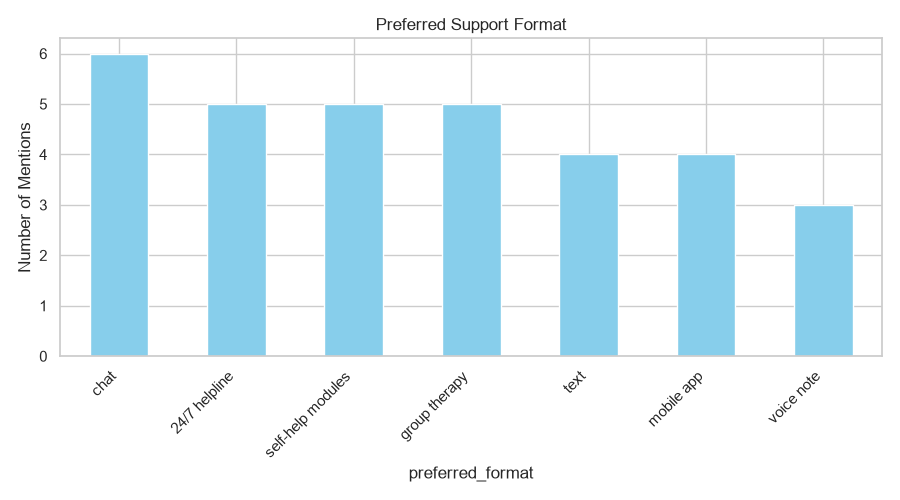 Preferred Support Format
Number of Mentions
6
5
4
3
2
1
0
chat
24/7 helpline
self-help modules
group therapy
text
mobile app
voice note
preferred_format